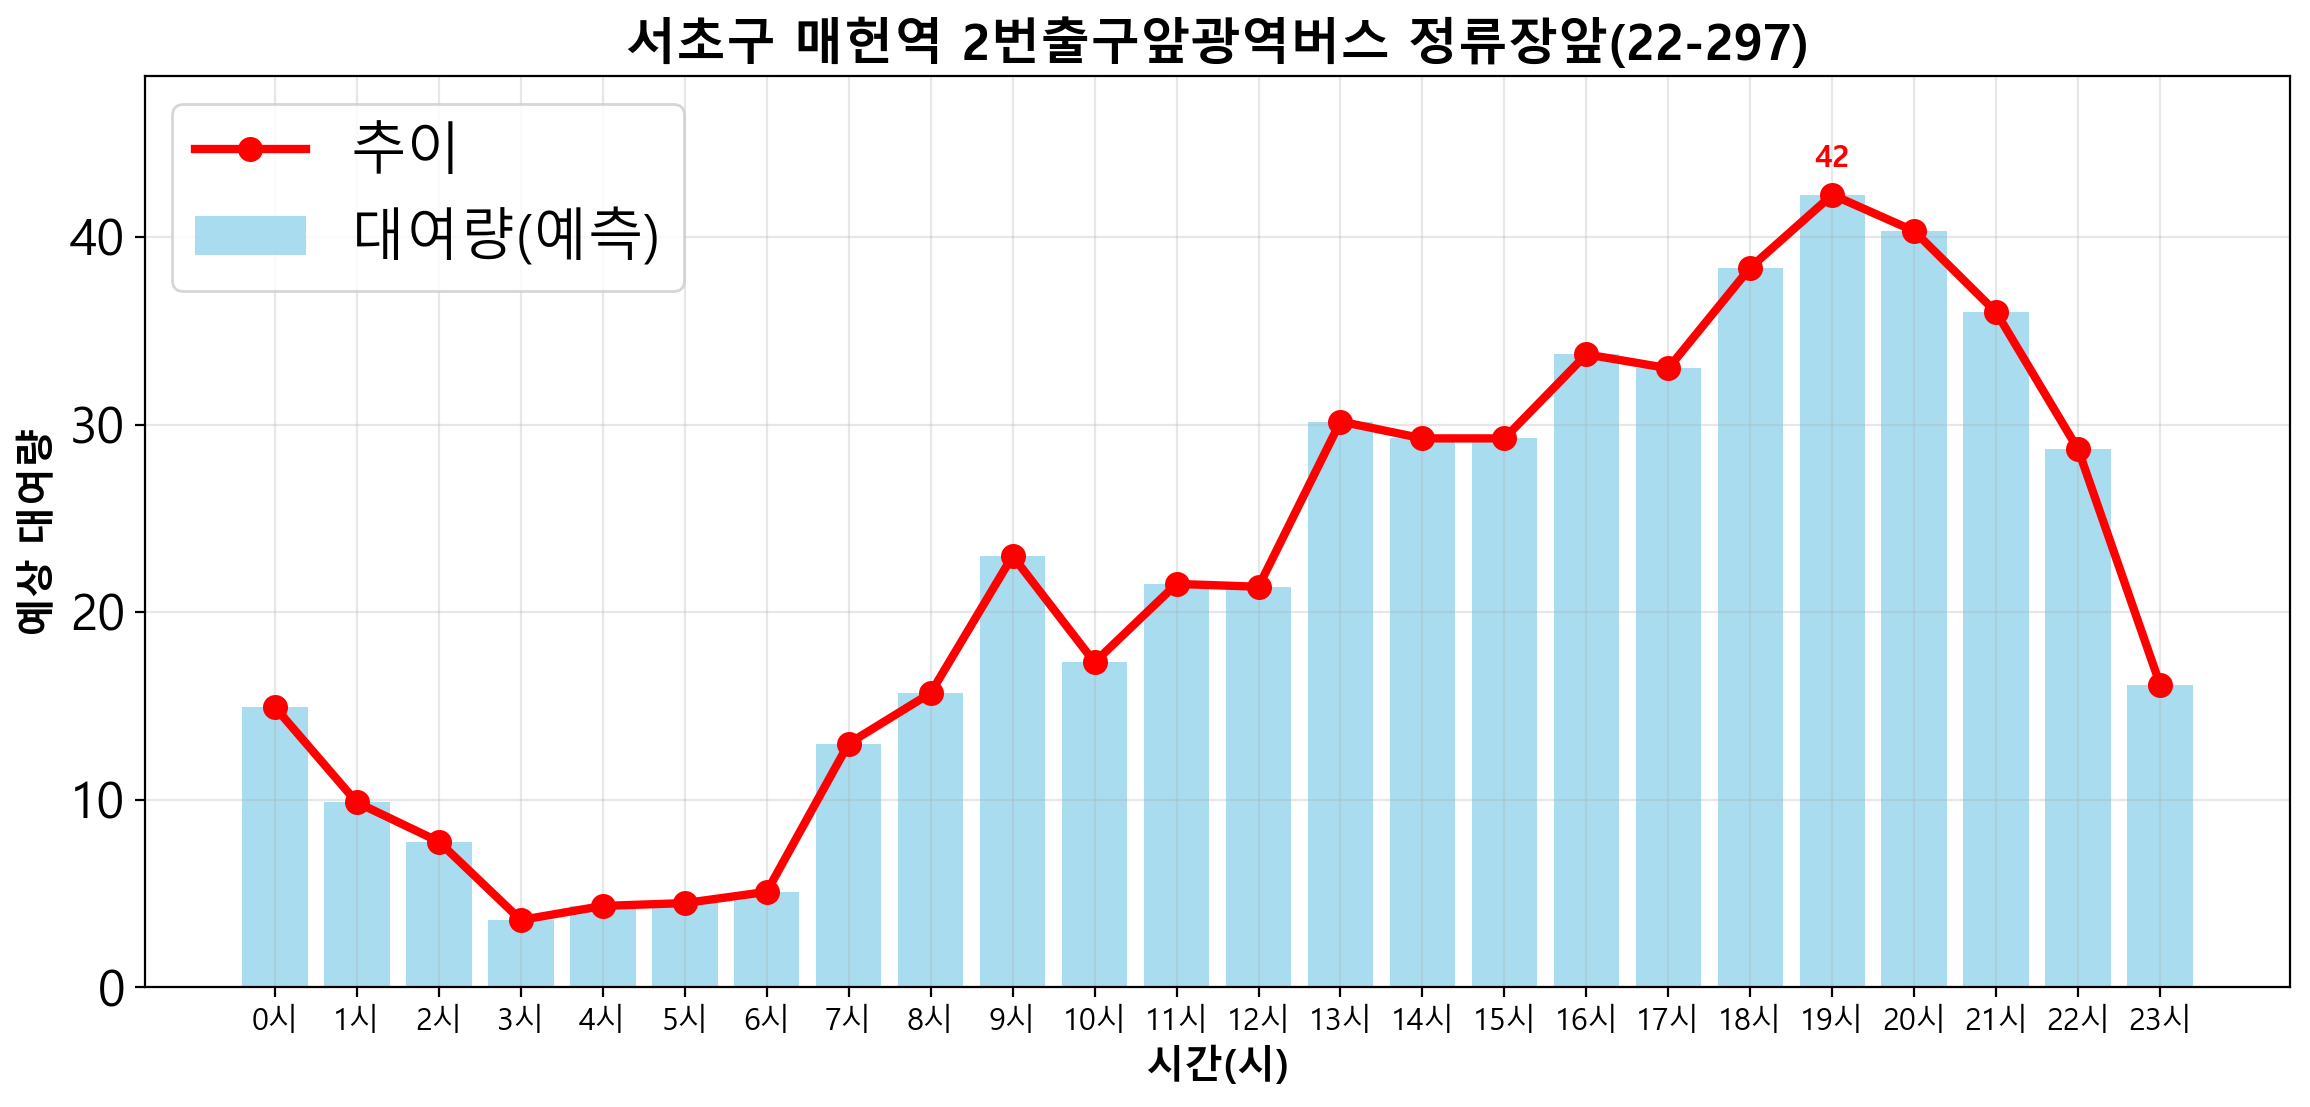 서초구 매헌역 2번출구앞광역버스 정류장앞(22-297)
추이
대여량(예측)
42
예상 대여량
40
30
20
10
0
0시 1시 2시 3시 4시 5시 6시 7시 8시 9시 10시 11시 12시 13시 14시 15시 16시 17시 18시 19시 20시 21시 22시 23시
시간(시)